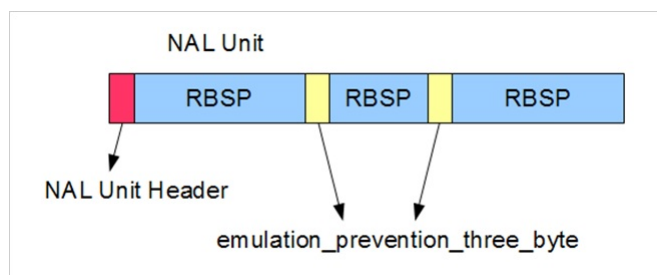 NAL Unit
RBSP RBSP RBSP
NAL Unit Header
emulation_prevention_three_byte